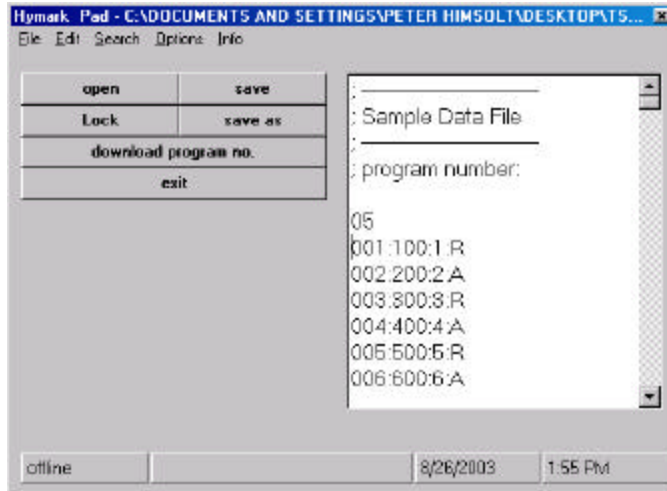 Hymark Pad - C:\DOCUMENTS AND SETTINGS\PETER HIMSOLT\DESKTOP\TS...
File Edit Search Options Info
open save
Lock save as
download program no.
exit
; Sample Data File
;
; program number:
05
001:100:1:R
002:200:2:A
003:300:3:R
004:400:4:A
005:500:5:R
006:600:6:A
offline 8/26/2003 1:55 PM